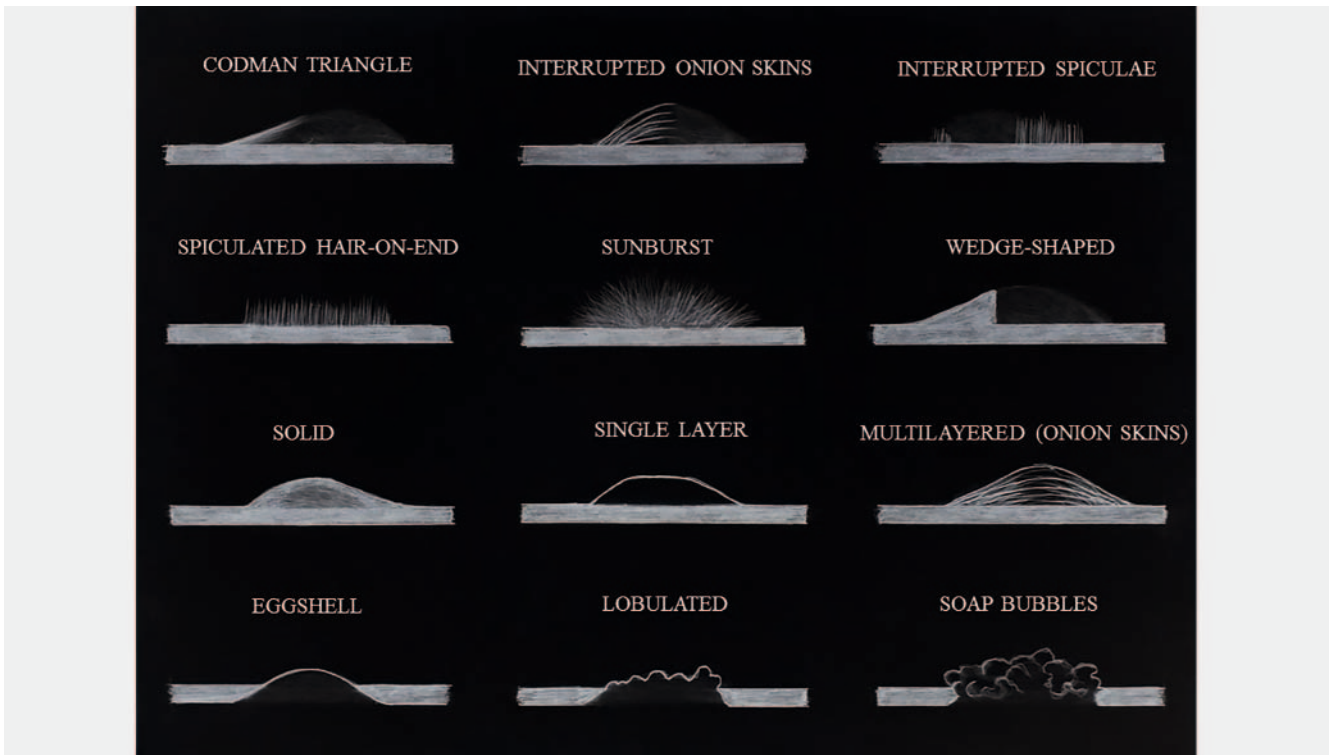 CODMAN TRIANGLE
INTERRUPTED ONION SKINS
INTERRUPTED SPICULAE
SPICULATED HAIR-ON-END
SUNBURST
WEDGE-SHAPED
SOLID
SINGLE LAYER
MULTILAYERED (ONION SKINS)
EGGSHELL
LOBULATED
SOAP BUBBLES